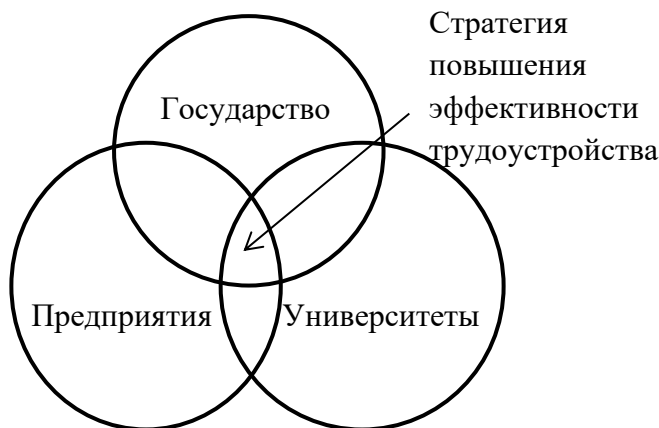 Стратегия
повышения
эффективности
трудоустройства
Государство
Предприятия
Университеты